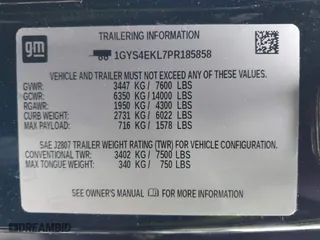 gm
TRAILERING INFORMATION
1GYS4EKL7PR185858
VEHICLE AND TRAILER MUST NOT EXCEED
ANY OF THE FOLLOWING:
GVWR: 3447 KG / 7600 LBS
GCWR: 6350 KG / 14000 LBS
RGAWR: 1950 KG / 4300 LBS
CURB WEIGHT: 2731 KG / 6022 LBS
MAX PAYLOAD: 716 KG / 1578 LBS
SAE J2807 TRAILER WEIGHT RATING (TWR) FOR VEHICLE CONFIGURATION.
CONVENTIONAL TWR: 3402 KG / 7500 LBS
MAX TONGUE WEIGHT: 340 KG / 750 LBS
SEE OWNER'S MANUAL FOR MORE INFORMATION
DREAMBID